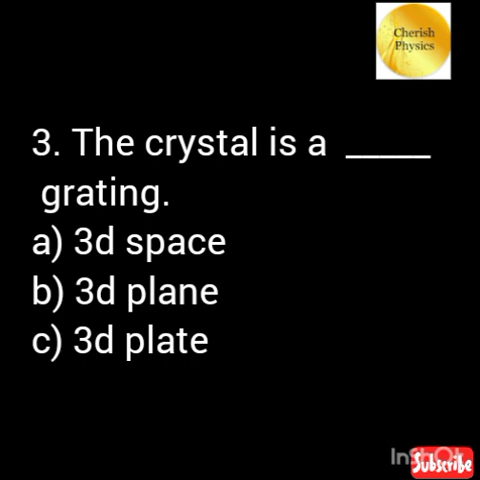 Cherish
Physics
3. The crystal is a _____
grating.
a) 3d space
b) 3d plane
c) 3d plate
Subscribe